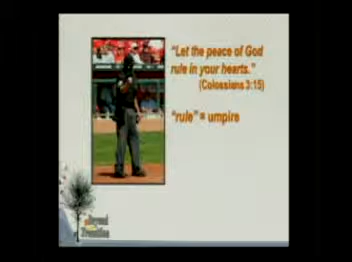 “Let the peace of God
rule in your hearts.”
(Colossians 3:15)
“rule” = umpire